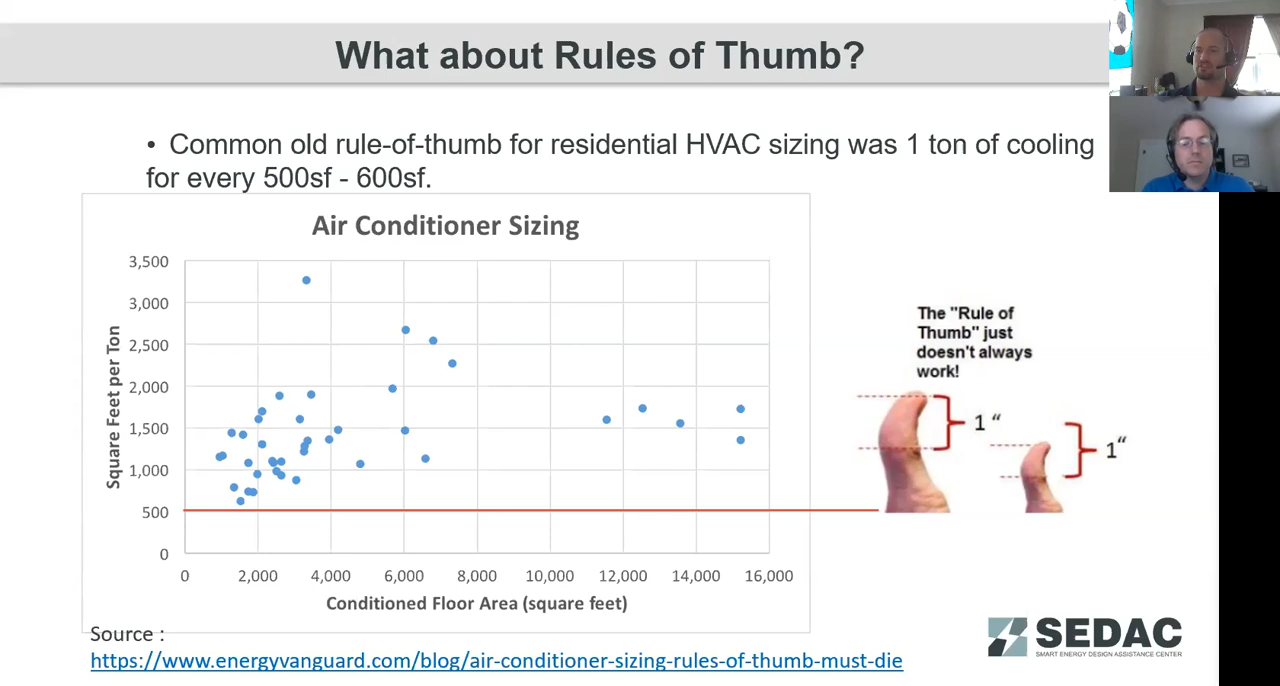 What about Rules of Thumb?
• Common old rule-of-thumb for residential HVAC sizing was 1 ton of cooling
for every 500sf - 600sf.
Air Conditioner Sizing
Square Feet per Ton
3,500
3,000
2,500
2,000
1,500
1,000
500
0
0 2,000 4,000 6,000 8,000 10,000 12,000 14,000 16,000
Conditioned Floor Area (square feet)
The "Rule of
Thumb" just
doesn't always
work!
1 "
1"
Source :
https://www.energyvanguard.com/blog/air-conditioner-sizing-rules-of-thumb-must-die
SEDAC
SMART ENERGY DESIGN ASSISTANCE CENTER